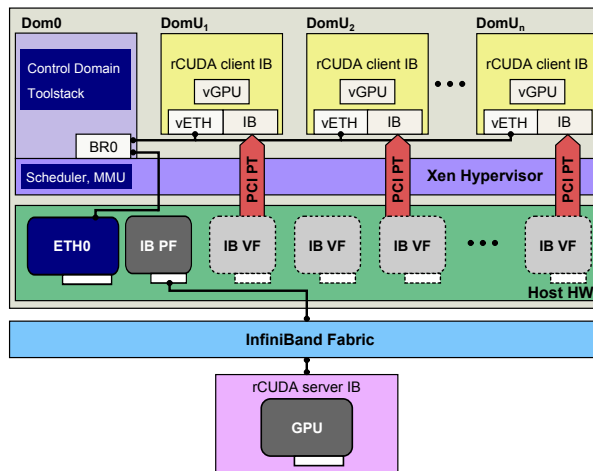 Dom0
DomU1
DomU2
DomUn
Control Domain
Toolstack
rCUDA client IB
rCUDA client IB
rCUDA client IB
vGPU
vGPU
vGPU
vETH
IB
vETH
IB
vETH
IB
BR0
Scheduler, MMU
PCI PT
PCI PT
PCI PT
Xen Hypervisor
ETH0
IB PF
IB VF
IB VF
IB VF
IB VF
Host HW
InfiniBand Fabric
rCUDA server IB
GPU